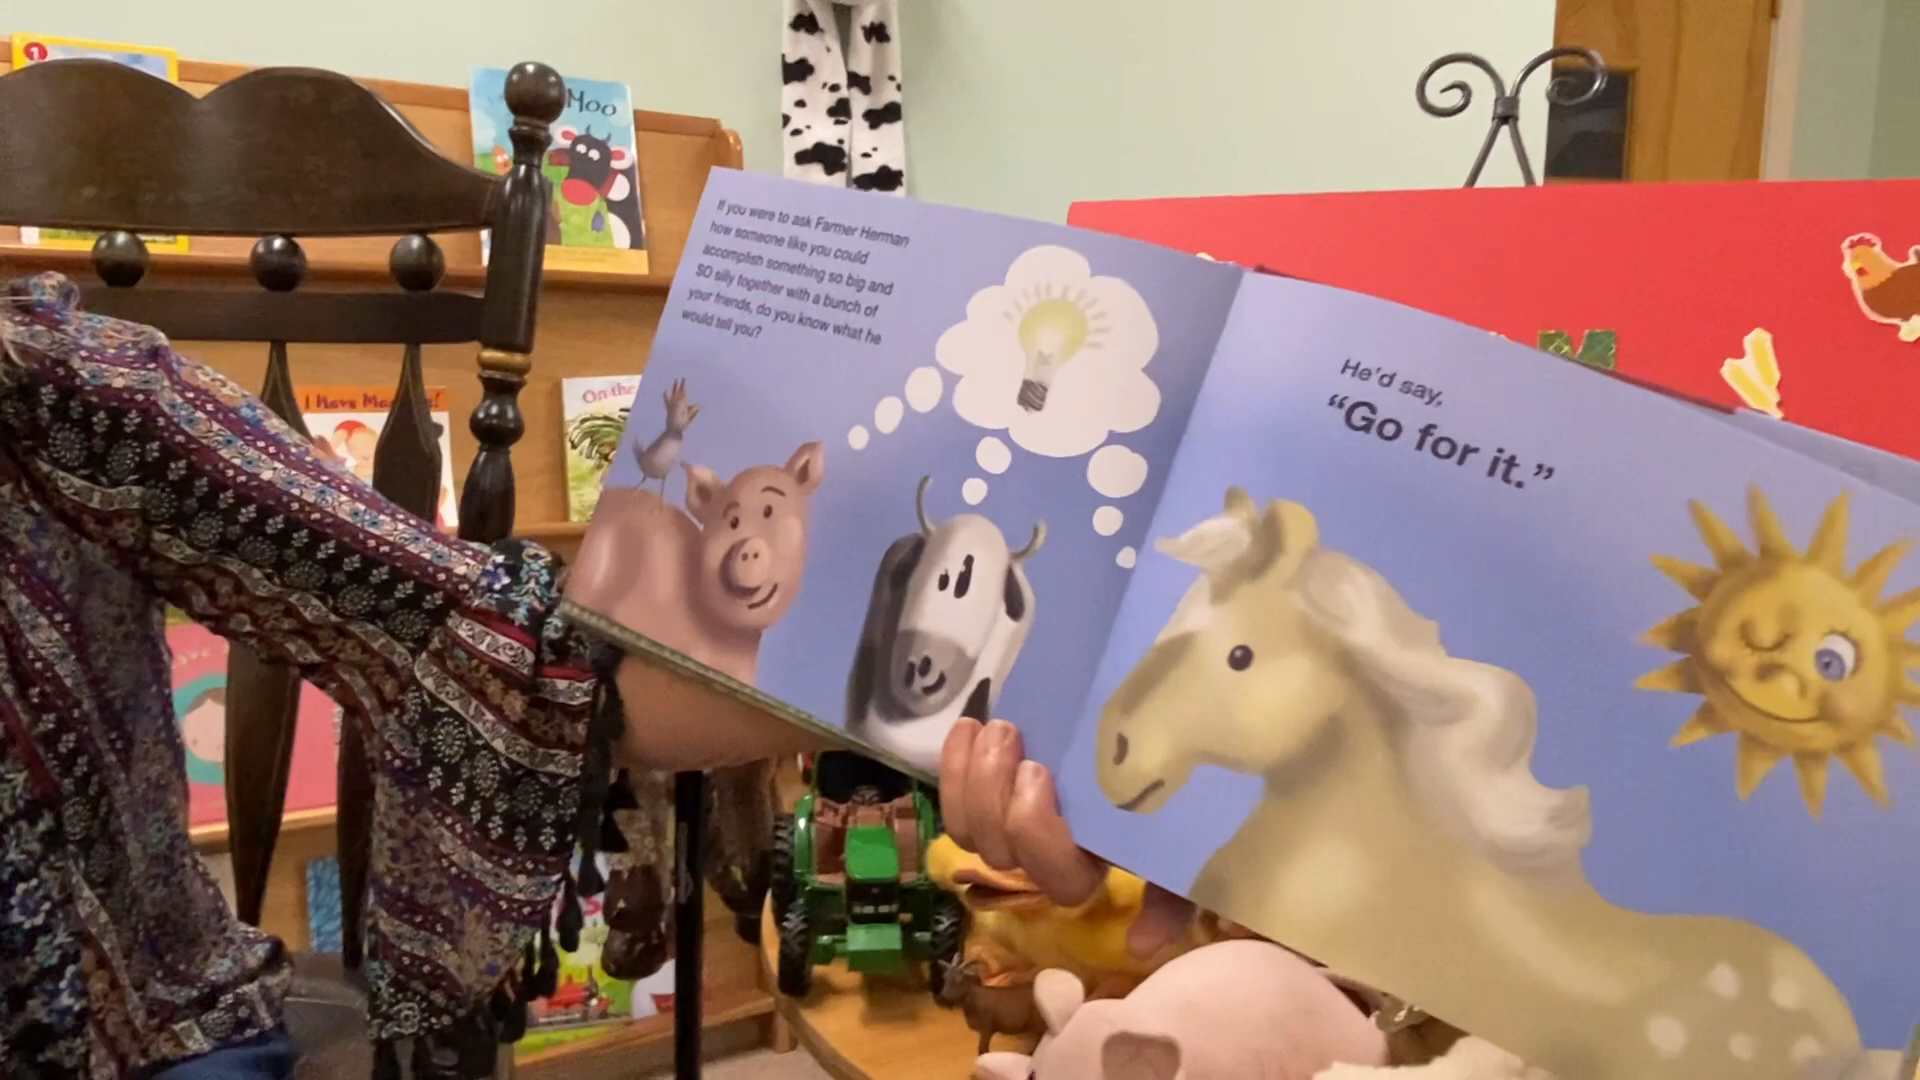 1
Moo
If you were to ask Farmer Herman
how someone like you could
accomplish something so big and
SO silly together with a bunch of
your friends, do you know what he
would tell you?
He'd say,
"Go for it."
I Have
On the